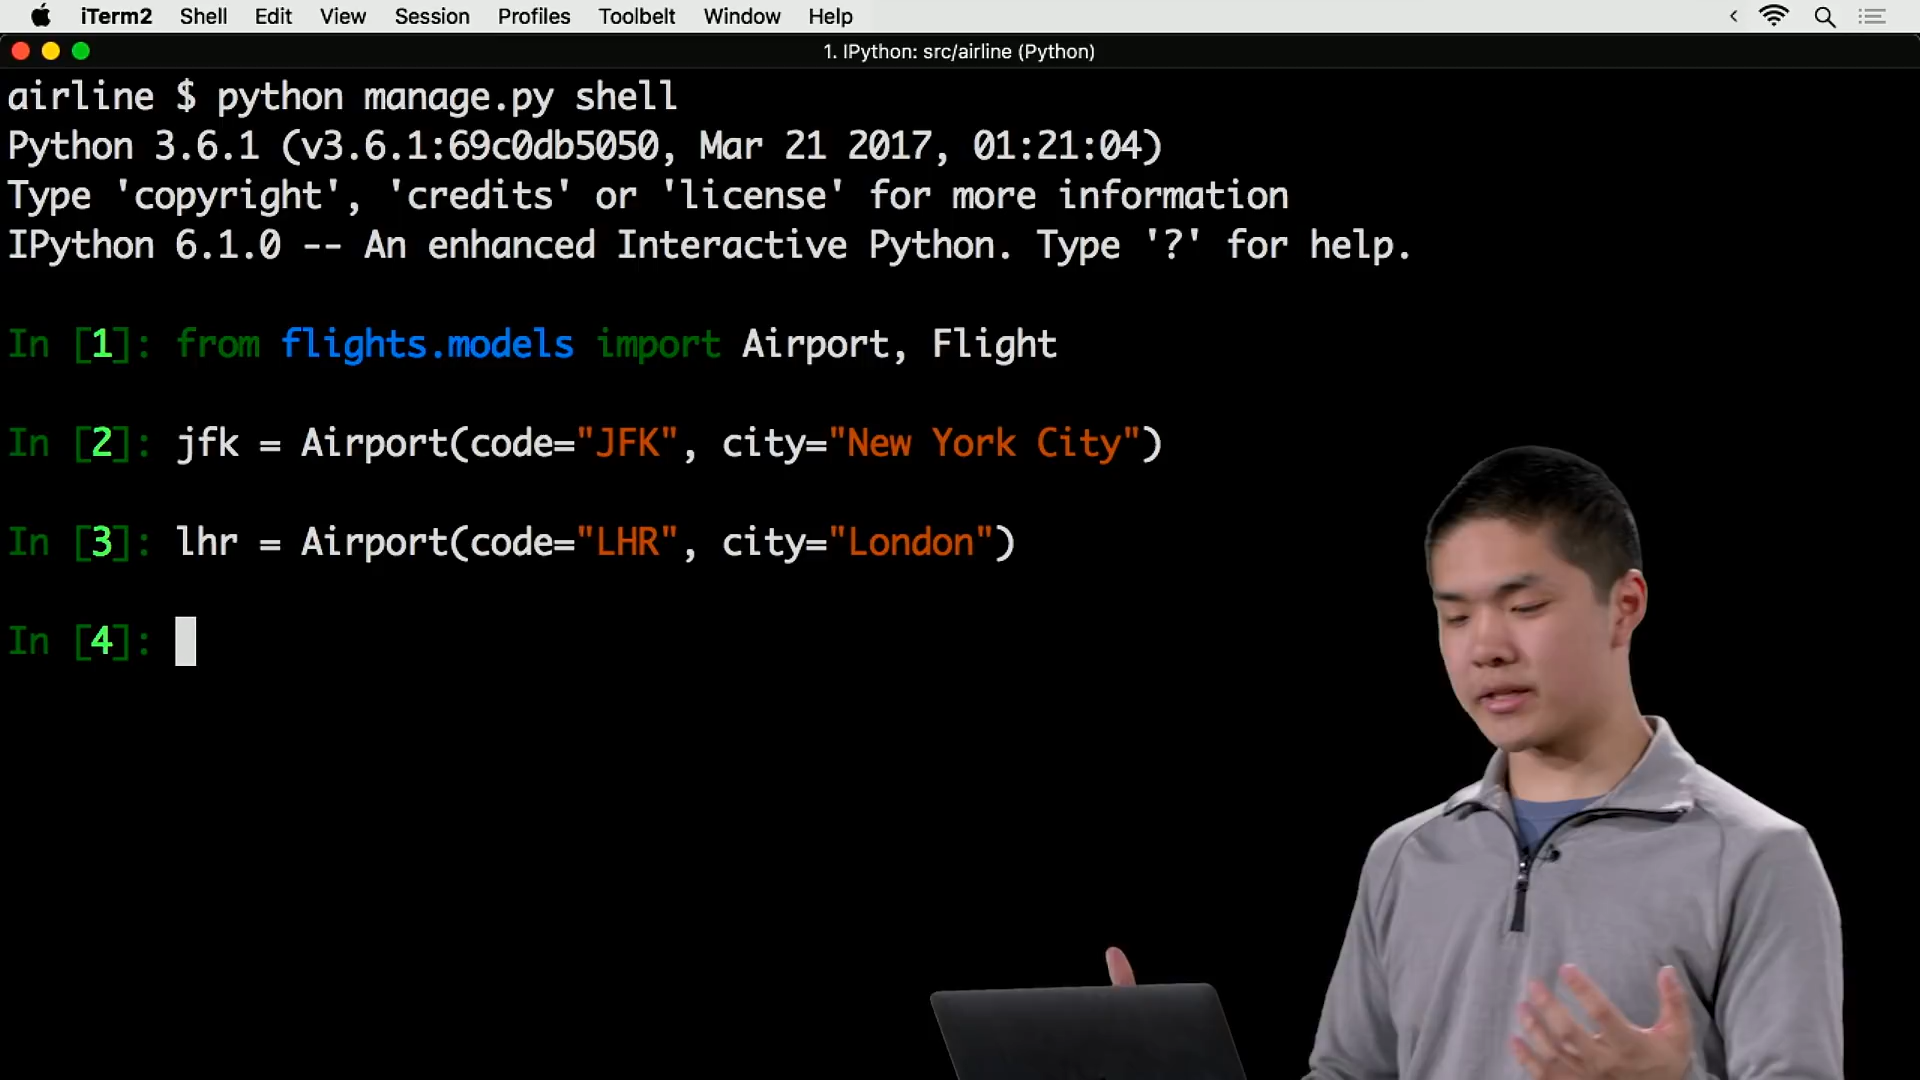 iTerm2 Shell Edit View Session Profiles Toolbelt Window Help
1. IPython: src/airline (Python)
airline $ python manage.py shell
Python 3.6.1 (v3.6.1:69c0db5050, Mar 21 2017, 01:21:04)
Type 'copyright', 'credits' or 'license' for more information
IPython 6.1.0 -- An enhanced Interactive Python. Type '?' for help.
In [1]: from flights.models import Airport, Flight
In [2]: jfk = Airport(code="JFK", city="New York City")
In [3]: lhr = Airport(code="LHR", city="London")
In [4]: